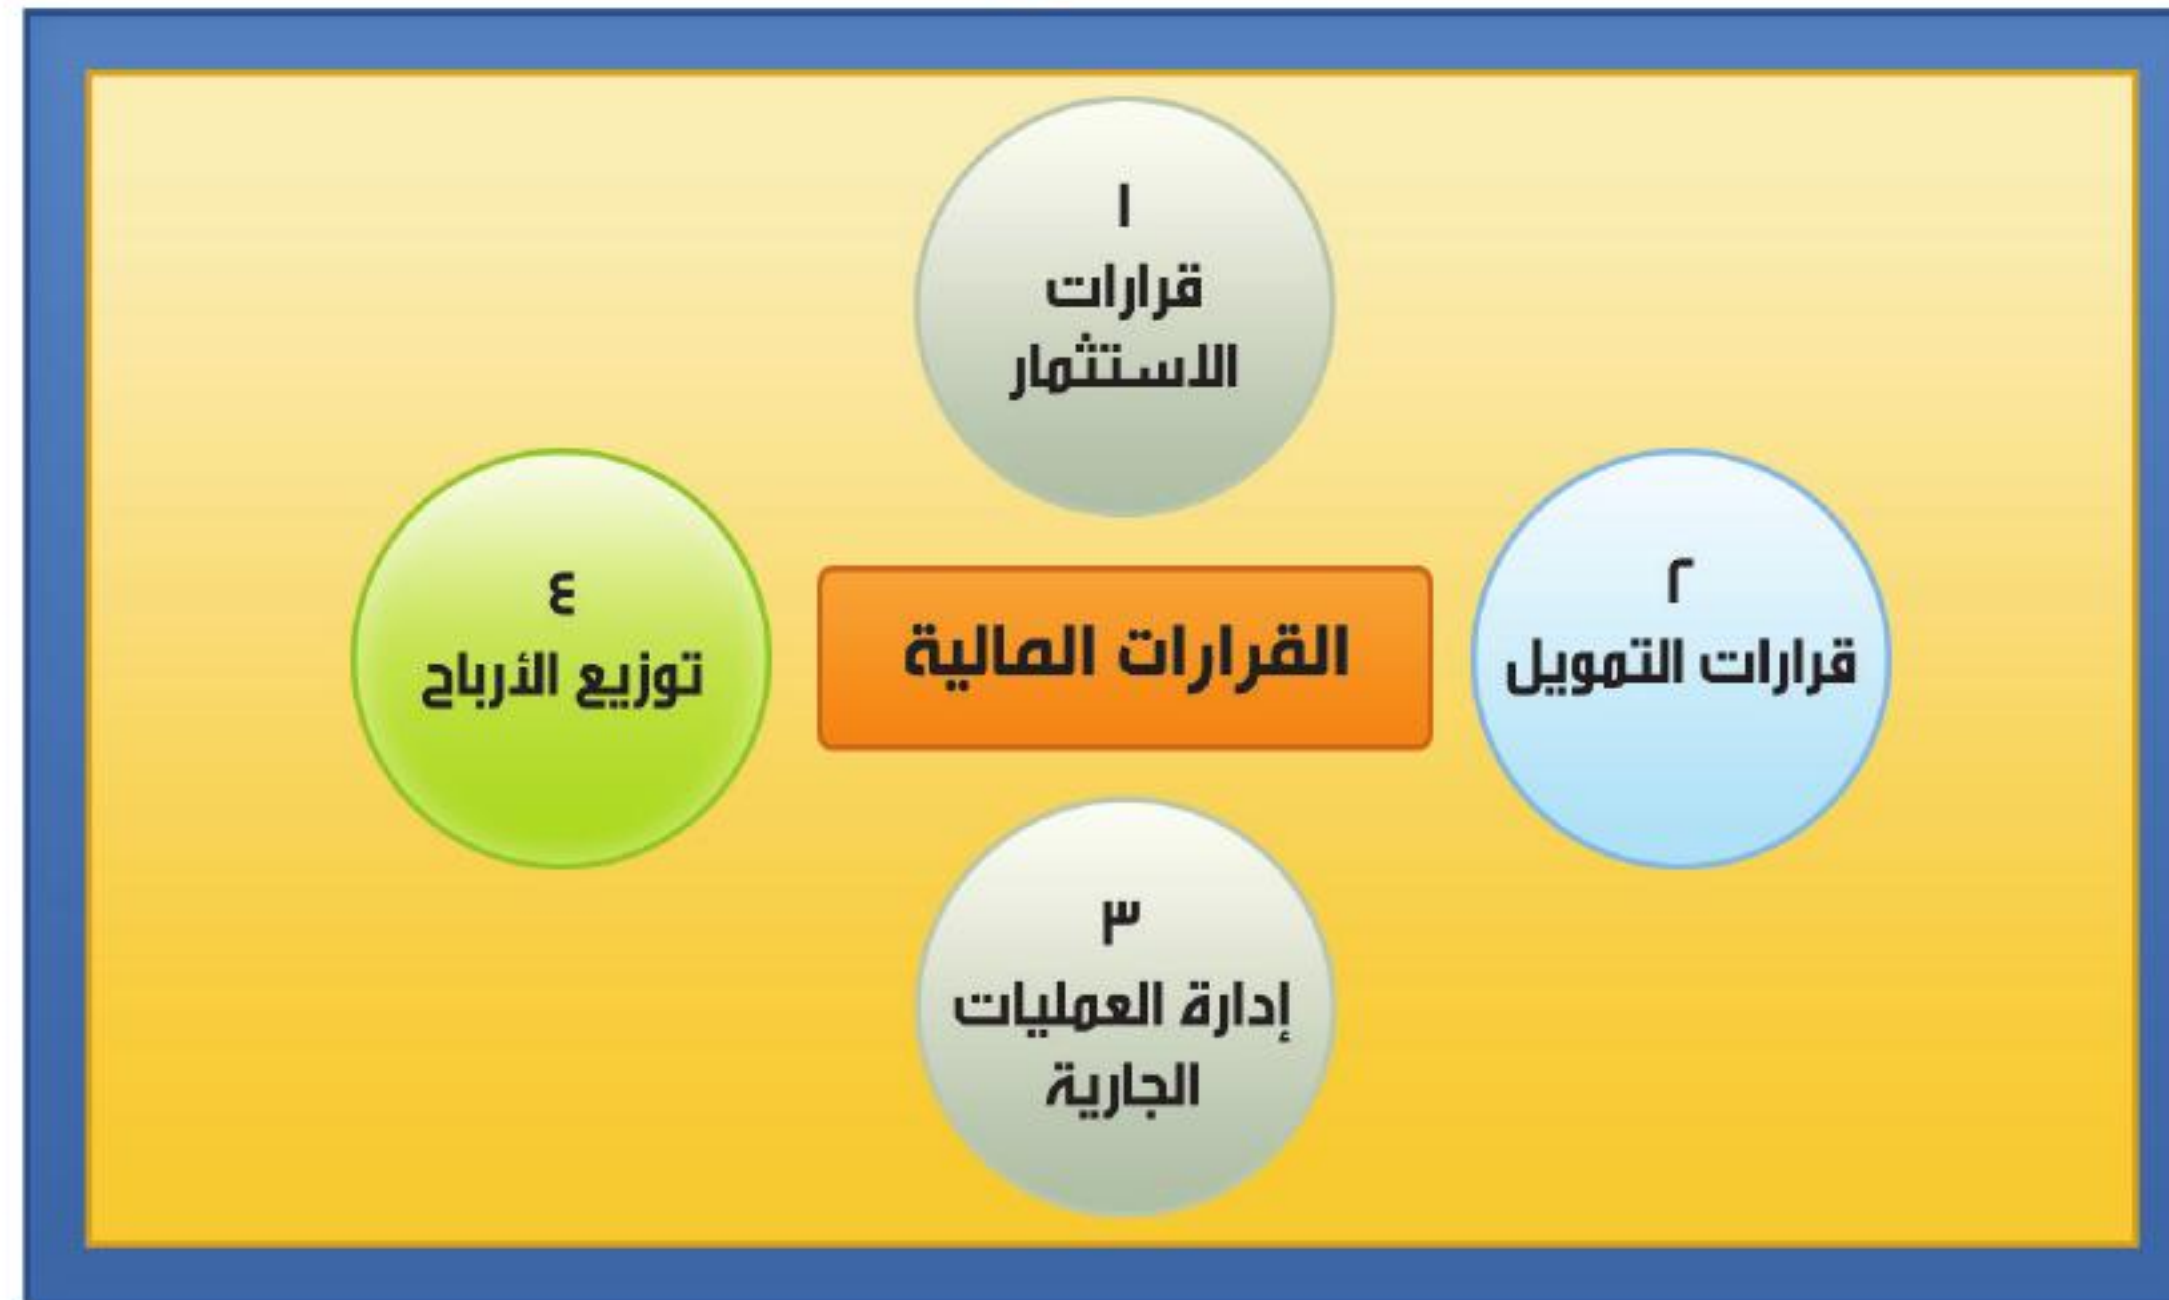 ١
قرارات
الاستثمار
٢
قرارات التمويل
القرارات المالية
٤
توزيع الأرباح
٣
إدارة العمليات
الجارية